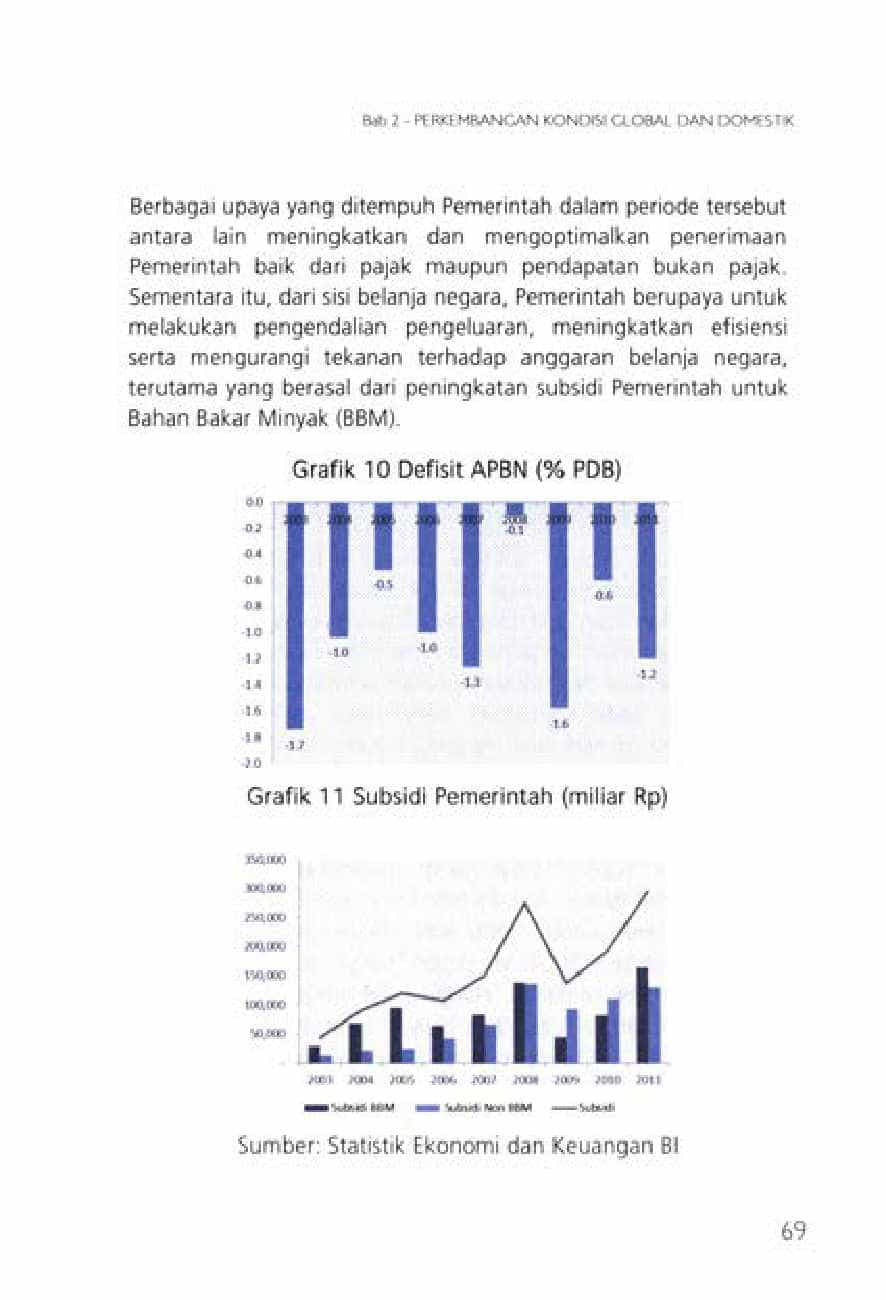 Bab 2 - PERKEMBANGAN KONDISI GLOBAL DAN DOMESTIK
Berbagai upaya yang ditempuh Pemerintah dalam periode tersebut
antara lain meningkatkan dan mengoptimalkan penerimaan
Pemerintah baik dari pajak maupun pendapatan bukan pajak.
Sementara itu, dari sisi belanja negara, Pemerintah berupaya untuk
melakukan pengendalian pengeluaran, meningkatkan efisiensi
serta mengurangi tekanan terhadap anggaran belanja negara,
terutama yang berasal dari peningkatan subsidi Pemerintah untuk
Bahan Bakar Minyak (BBM).
Grafik 10 Defisit APBN (% PDB)
0.0
2003 2004 2005 2006 2007 2008 2009 2010 2011
-0.2
-0.1
-0.4
-0.6
-0.5
-0.6
-0.8
-1.0
-1.0
-1.0
-1.2
-1.2
-1.4
-1.3
-1.6
-1.6
-1.8
-1.7
-2.0
Grafik 11 Subsidi Pemerintah (miliar Rp)
350,000
300,000
250,000
200,000
150,000
100,000
50,000
-
2003 2004 2005 2006 2007 2008 2009 2010 2011
Subsidi BBM Subsidi Non BBM Subsidi
Sumber: Statistik Ekonomi dan Keuangan BI
69